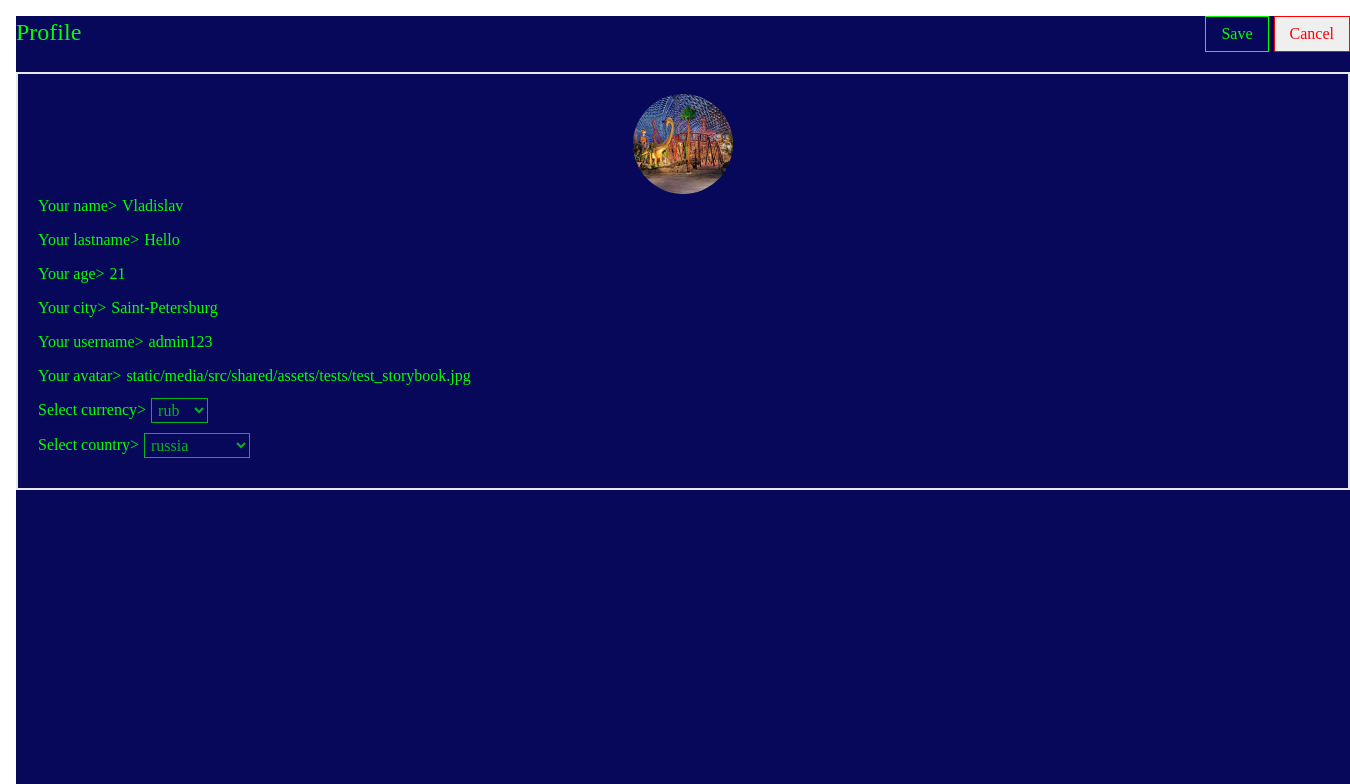 Profile
Save
Cancel
Your name> Vladislav
Your lastname> Hello
Your age> 21
Your city> Saint-Petersburg
Your username> admin123
Your avatar> static/media/src/shared/assets/tests/test_storybook.jpg
Select currency> rub
Select country> russia